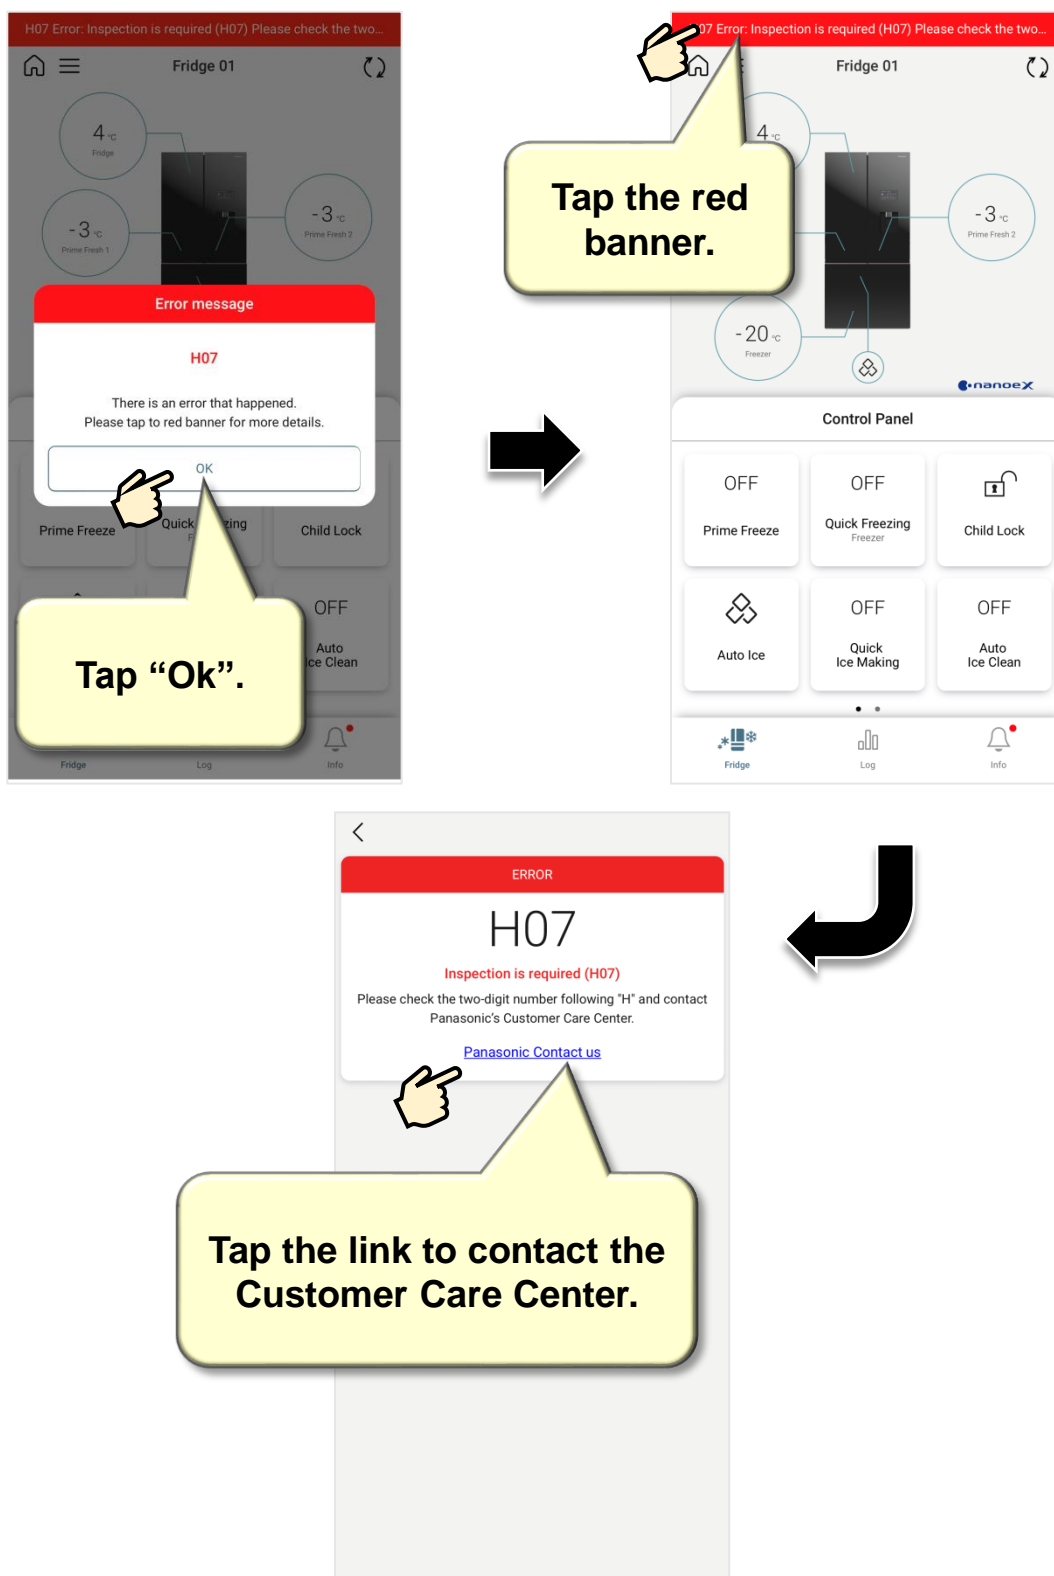 H07 Error: Inspection is required (H07) Please check the two...
Fridge 01
4 °C
Fridge
-3 °C
Prime Fresh 1
-3 °C
Prime Fresh 2
Error message
H07
There is an error that happened.
Please tap to red banner for more details.
OK
Prime Freeze
Quick
zing
F
Child Lock
OFF
Auto
Ice Clean
Tap “Ok”.
Fridge
Log
Info
07 Error: Inspection is required (H07) Please check the two...
Fridge 01
4 °C
-3 °C
Prime Fresh 2
Tap the red
banner.
-20 °C
Freezer
nanoeX
Control Panel
OFF
Prime Freeze
OFF
Quick Freezing
Freezer
Child Lock
Auto Ice
OFF
Quick
Ice Making
OFF
Auto
Ice Clean
Fridge
Log
Info
ERROR
H07
Inspection is required (H07)
Please check the two-digit number following "H" and contact
Panasonic's Customer Care Center.
Panasonic Contact us
Tap the link to contact the
Customer Care Center.